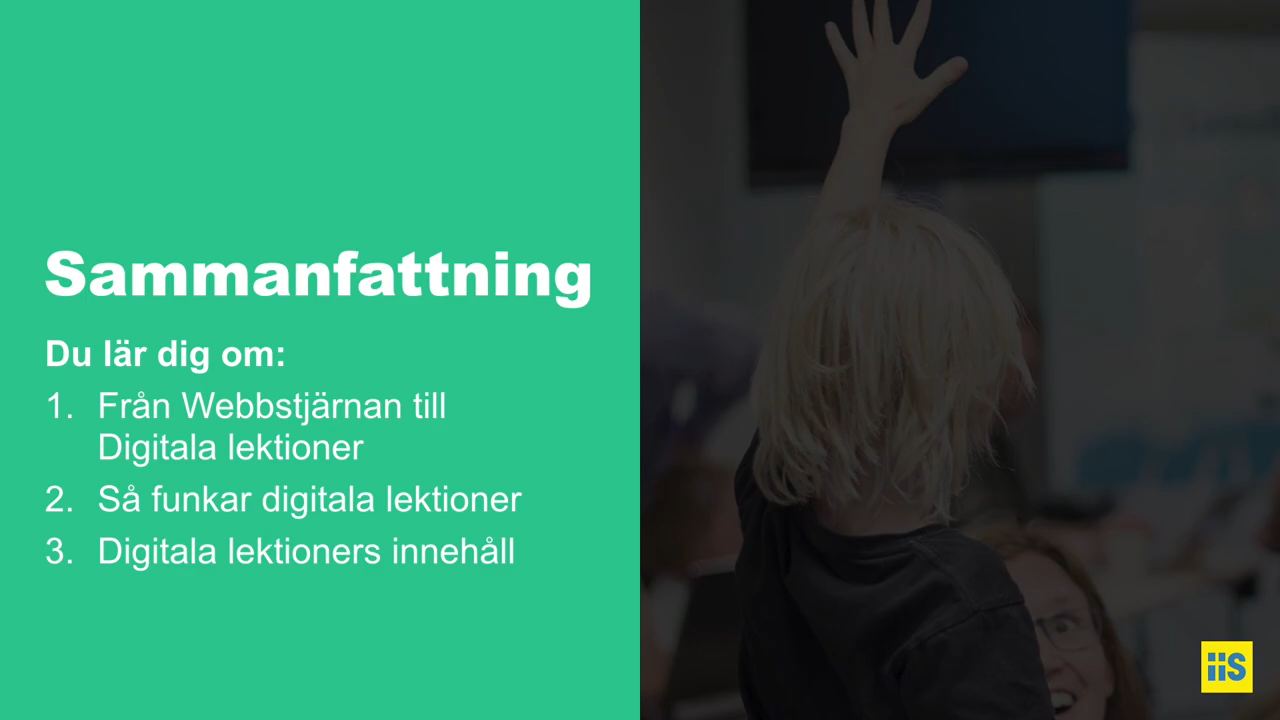 Sammanfattning
Du lär dig om:
1. Från Webbstjärnan till
Digitala lektioner
2. Så funkar digitala lektioner
3. Digitala lektioners innehåll
iis